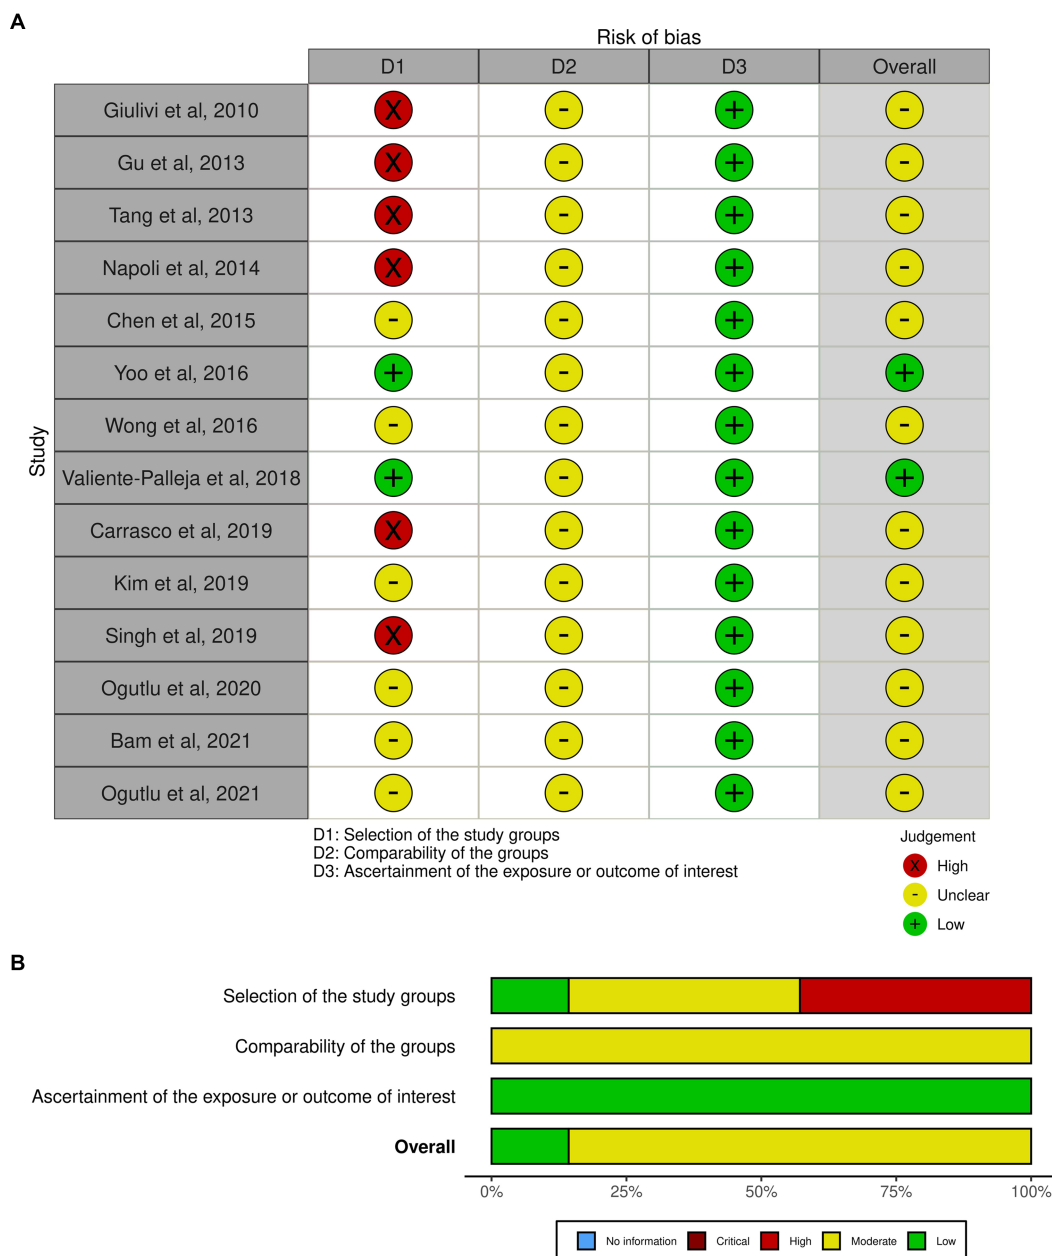 A
Risk of bias
D1 D2 D3 Overall
Study
Giulivi et al, 2010 X - + -
Gu et al, 2013 X - + -
Tang et al, 2013 X - + -
Napoli et al, 2014 X - + -
Chen et al, 2015 - - + -
Yoo et al, 2016 + - + +
Wong et al, 2016 - - + -
Valiente-Palleja et al, 2018 + - + +
Carrasco et al, 2019 X - + -
Kim et al, 2019 - - + -
Singh et al, 2019 X - + -
Ogutlu et al, 2020 - - + -
Bam et al, 2021 - - + -
Ogutlu et al, 2021 - - + -
D1: Selection of the study groups
D2: Comparability of the groups
D3: Ascertainment of the exposure or outcome of interest
Judgement
X High
- Unclear
+ Low
B
Selection of the study groups
Comparability of the groups
Ascertainment of the exposure or outcome of interest
Overall
0% 25% 50% 75% 100%
No information Critical High Moderate Low